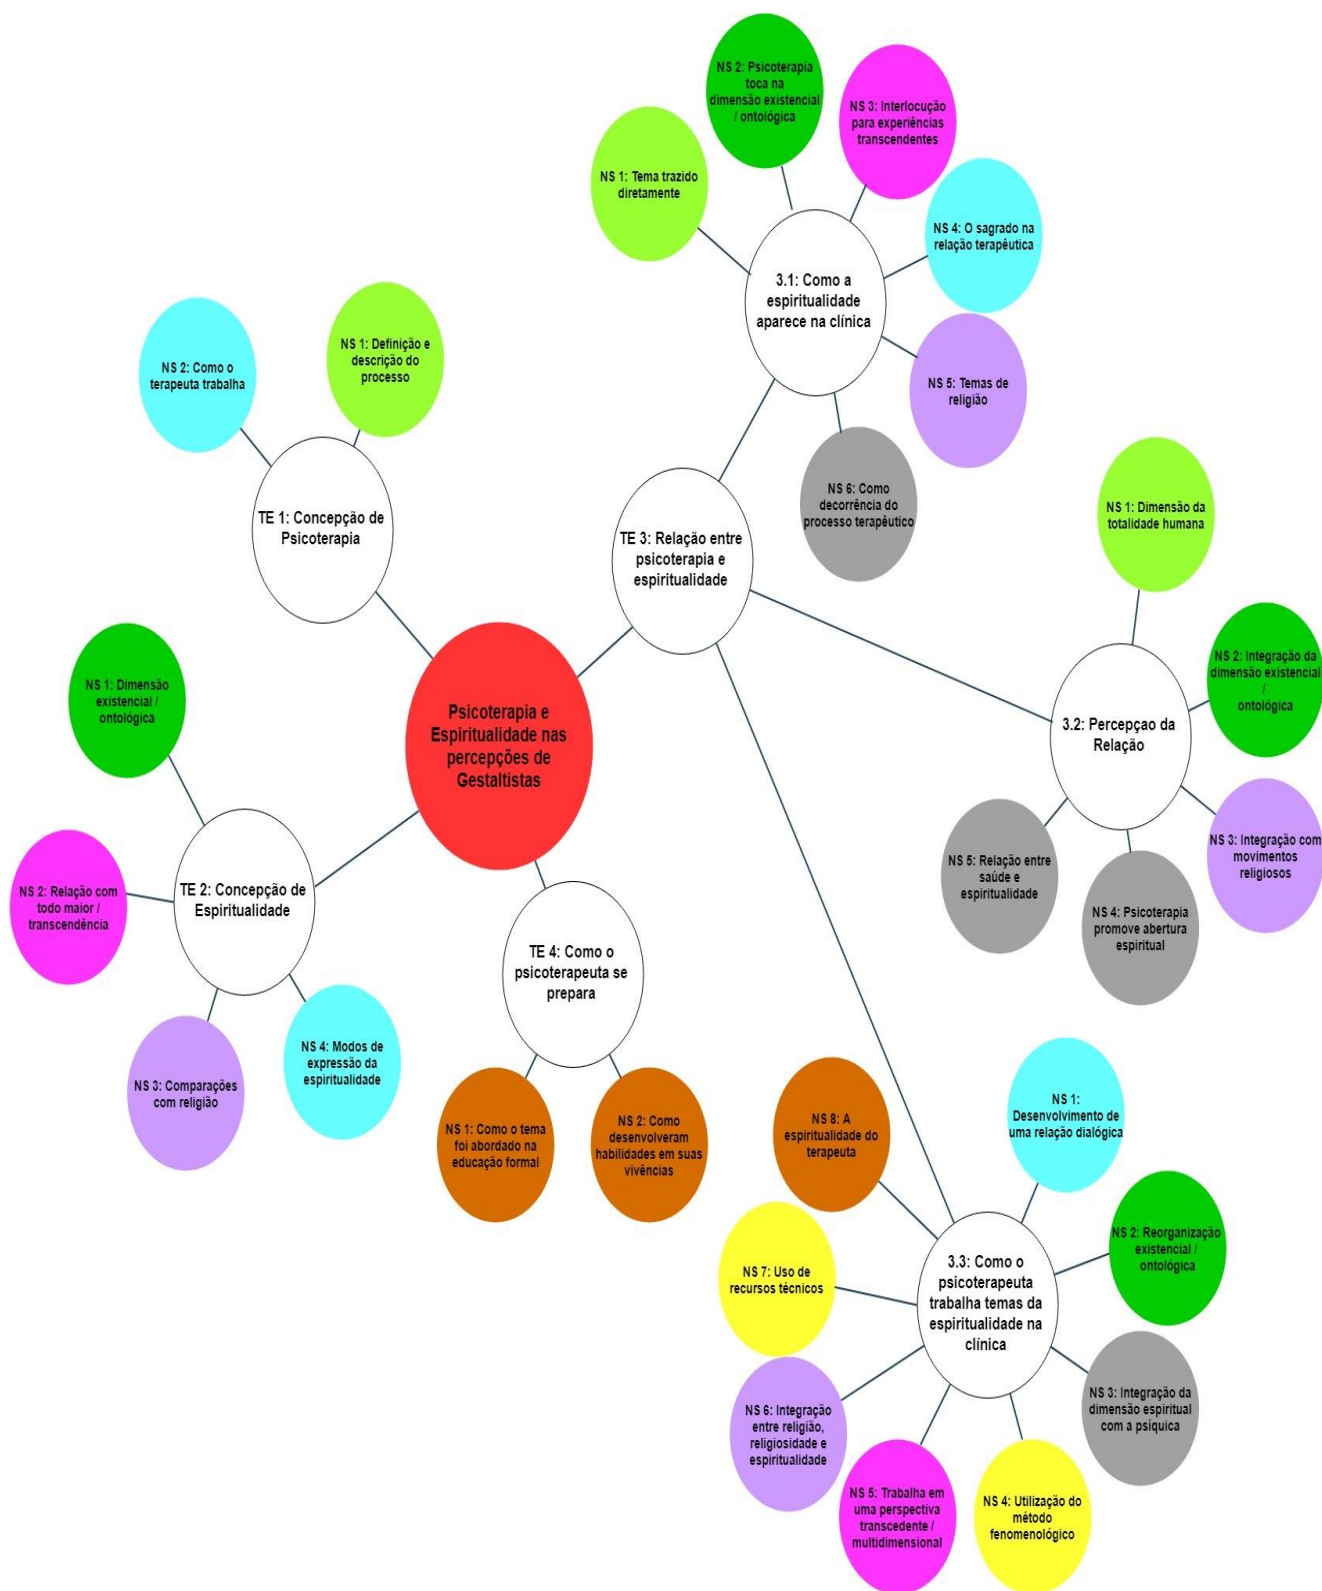 NS 2: Psicoterapia
toca na
dimensão existencial
/ ontológica
NS 3: Interlocução
para experiências
transcendentes
NS 1: Tema trazido
diretamente
NS 4: O sagrado na
relação terapêutica
3.1: Como a
espiritualidade
aparece na clínica
NS 5: Temas de
religião
NS 6: Como
decorrência do
processo terapêutico
NS 2: Como o
terapeuta trabalha
NS 1: Definição e
descrição do
processo
TE 1: Concepção de
Psicoterapia
TE 3: Relação entre
psicoterapia e
espiritualidade
NS 1: Dimensão da
totalidade humana
NS 2: Integração da
dimensão existencial
/
ontológica
3.2: Percepçao da
Relação
NS 3: Integração com
movimentos
religiosos
NS 4: Psicoterapia
promove abertura
espiritual
NS 5: Relação entre
saúde e
espiritualidade
Psicoterapia e
Espiritualidade nas
percepções de
Gestaltistas
NS 1: Dimensão
existencial /
ontológica
NS 2: Relação com
todo maior /
transcendência
TE 2: Concepção de
Espiritualidade
NS 3: Comparações
com religião
NS 4: Modos de
expressão da
espiritualidade
TE 4: Como o
psicoterapeuta se
prepara
NS 1: Como o tema
foi abordado na
educação formal
NS 2: Como
desenvolveram
habilidades em suas
vivências
NS 8: A
espiritualidade do
terapeuta
NS 1:
Desenvolvimento de
uma relação dialógica
NS 7: Uso de
recursos técnicos
3.3: Como o
psicoterapeuta
trabalha temas da
espiritualidade na
clínica
NS 2: Reorganização
existencial /
ontológica
NS 3: Integração da
dimensão espiritual
com a psíquica
NS 6: Integração
entre religião,
religiosidade e
espiritualidade
NS 5: Trabalha em
uma perspectiva
transcedente /
multidimensional
NS 4: Utilização do
método
fenomenológico